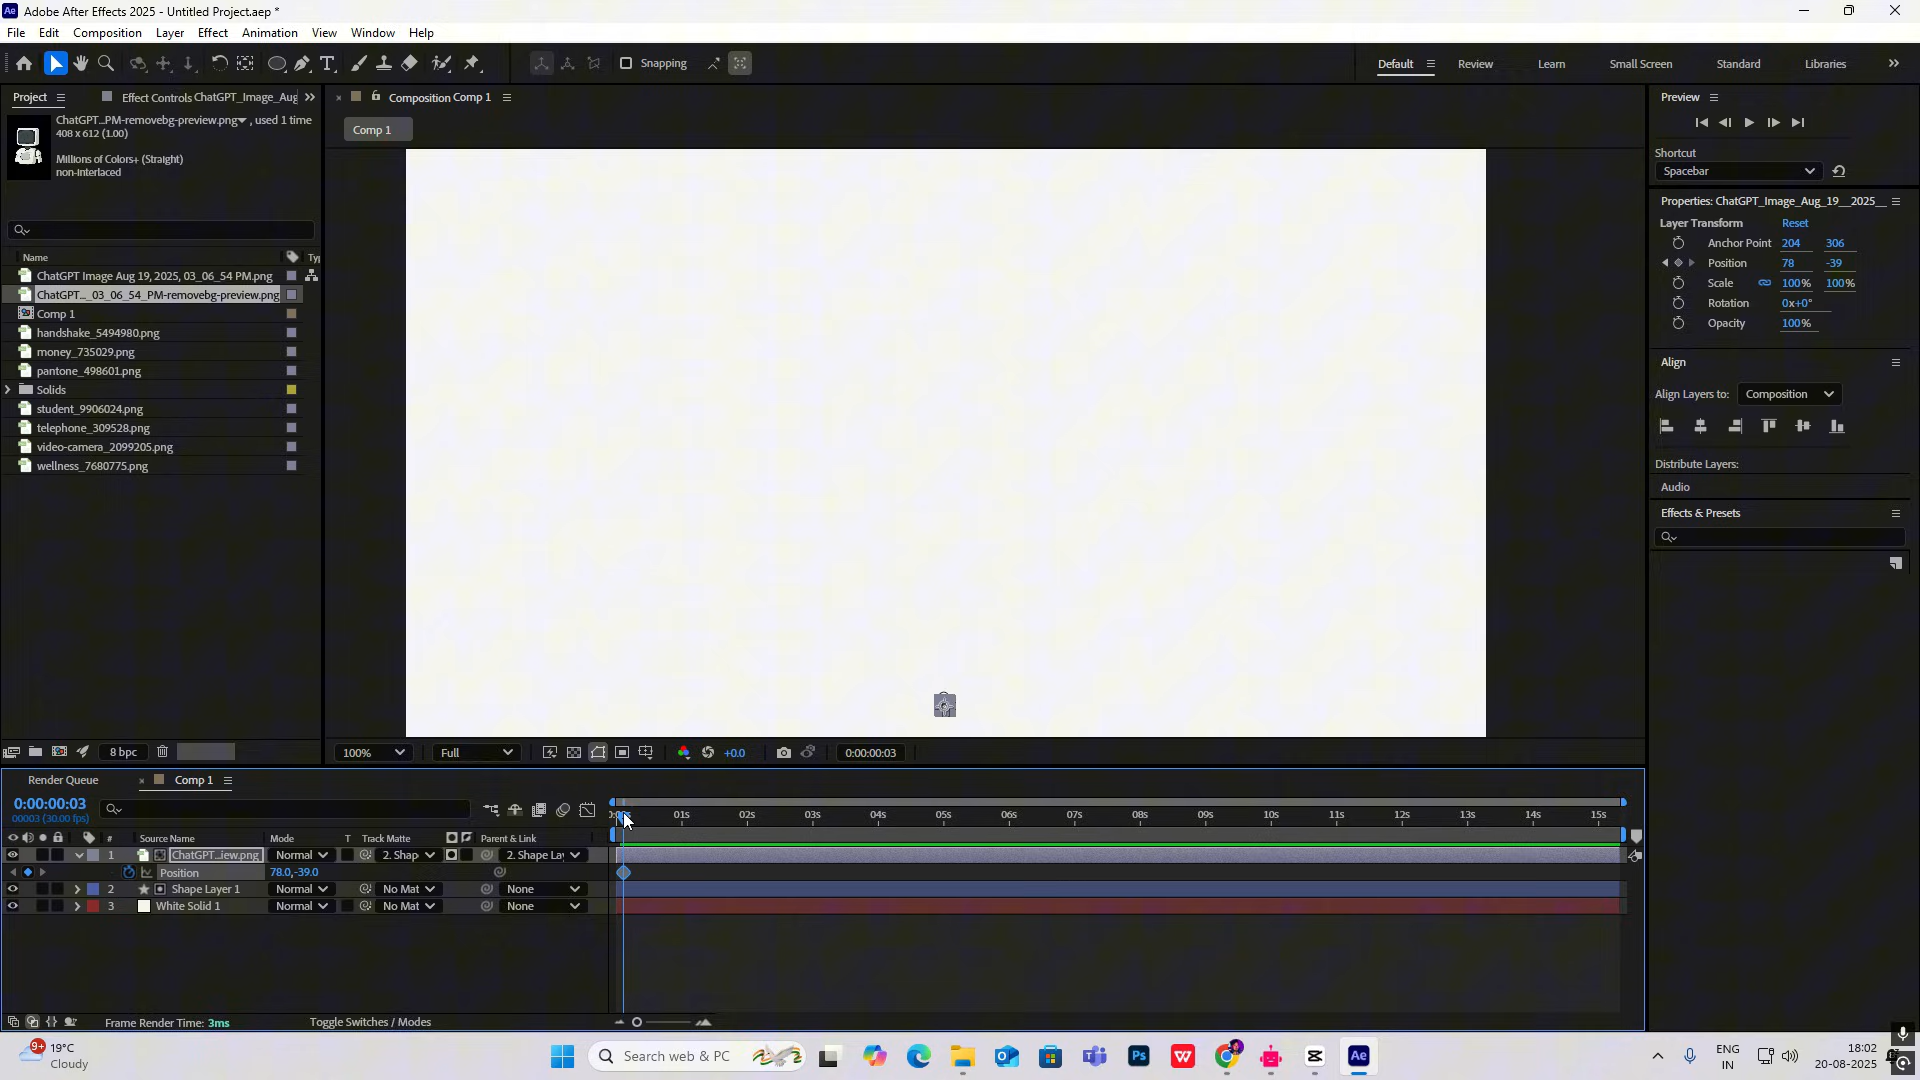 Adobe After Effects 2025 - Untitled Project.aep *
File Edit Composition Layer Effect Animation View Window Help
Snapping
Default
Review
Learn
Small Screen
Standard
Libraries
Project
Effect Controls ChatGPT_Image_Aug
ChatGPT...PM-removebg-preview.png , used 1 time
408 x 612 (1.00)
Millions of Colors+ (Straight)
non-interlaced
Name
Ty
ChatGPT Image Aug 19, 2025, 03_06_54 PM.png
ChatGPT..._03_06_54_PM-removebg-preview.png
Comp 1
handshake_5494980.png
money_735029.png
pantone_498601.png
Solids
student_9906024.png
telephone_309528.png
video-camera_2099205.png
wellness_7680775.png
8 bpc
Composition Comp 1
Comp 1
100%
Full
+0.0
0:00:00:03
Preview
Shortcut
Spacebar
Properties: ChatGPT_Image_Aug_19__2025__
Layer Transform Reset
Anchor Point 204 306
Position 78 -39
Scale 100% 100%
Rotation 0x+0°
Opacity 100%
Align
Align Layers to: Composition
Distribute Layers:
Audio
Effects & Presets
Render Queue
Comp 1
0:00:00:03
00003 (30.00 fps)
01s 02s 03s 04s 05s 06s 07s 08s 09s 10s 11s 12s 13s 14s 15s
# Source Name Mode T Track Matte Parent & Link
1 ChatGPT...iew.png Normal 2. Shap 2. Shape Lay
Position 78.0,-39.0
2 Shape Layer 1 Normal No Mat None
3 White Solid 1 Normal No Mat None
Frame Render Time: 3ms
Toggle Switches / Modes
9+
19°C
Cloudy
Search web & PC
Ps
Ae
ENG
IN
18:02
20-08-2025